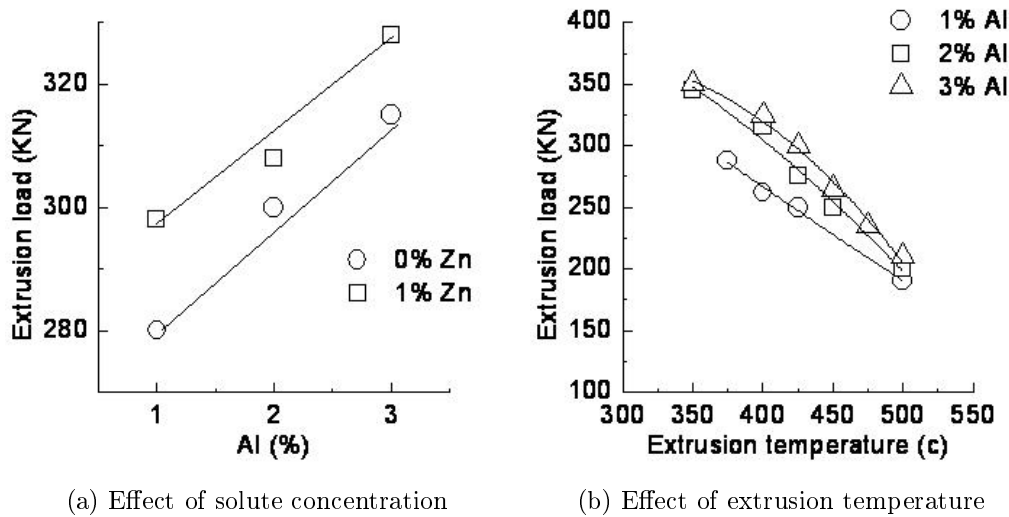 320
300
280
Extrusion load (KN)
0% Zn
1% Zn
1 2 3
Al (%)
(a) Effect of solute concentration
400
350
300
250
200
150
100
Extrusion load (KN)
1% Al
2% Al
3% Al
300 350 400 450 500 550
Extrusion temperature (c)
(b) Effect of extrusion temperature